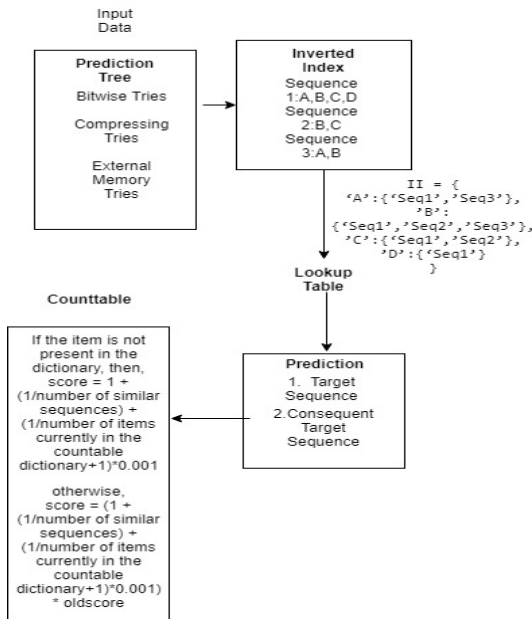 Input
Data
Prediction
Tree
Bitwise Tries
Compressing
Tries
External
Memory
Tries
Inverted
Index
Sequence
1:A,B,C,D
Sequence
2:B,C
Sequence
3:A,B
II = {
‘A’:{‘Seq1’,’Seq3’},
’B’:
{‘Seq1’,’Seq2’,’Seq3’},
’C’:{‘Seq1’,‘Seq2’},
’D’:{‘Seq1’}
}
Lookup
Table
Prediction
1. Target
Sequence
2.Consequent
Target
Sequence
Counttable
If the item is not
present in the
dictionary, then,
score = 1 +
(1/number of similar
sequences) +
(1/number of items
currently in the
countable
dictionary+1)*0.001
otherwise,
score = (1 +
(1/number of similar
sequences) +
(1/number of items
currently in the
countable
dictionary+1)*0.001)
* oldscore